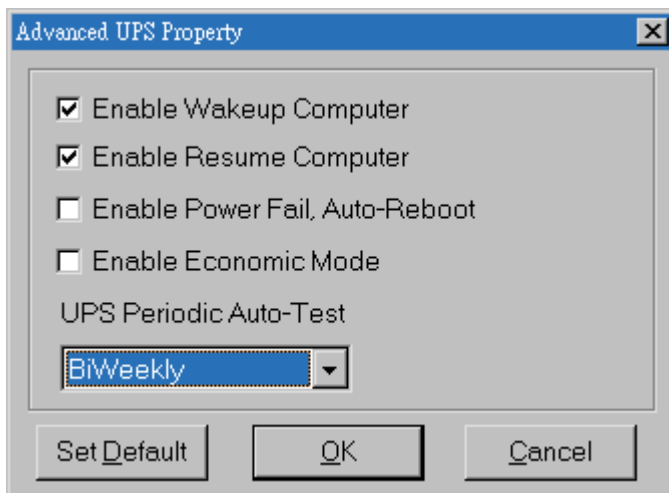 Advanced UPS Property
Enable Wakeup Computer
Enable Resume Computer
Enable Power Fail, Auto-Reboot
Enable Economic Mode
UPS Periodic Auto-Test
BiWeekly
Set Default OK Cancel